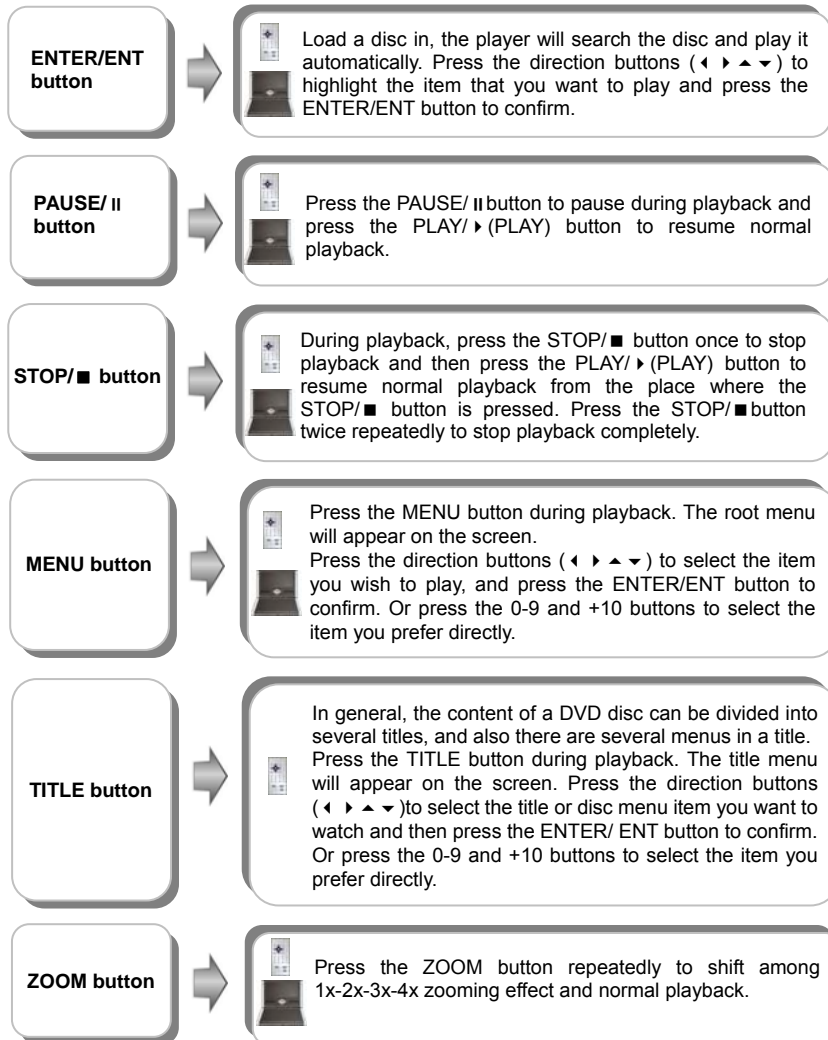 ENTER/ENT
button
Load a disc in, the player will search the disc and play it
automatically. Press the direction buttons (◂ ▸ ▴ ▾) to
highlight the item that you want to play and press the
ENTER/ENT button to confirm.
PAUSE/ II
button
Press the PAUSE/ II button to pause during playback and
press the PLAY/ ▸ (PLAY) button to resume normal
playback.
STOP/ ■ button
During playback, press the STOP/ ■ button once to stop
playback and then press the PLAY/ ▸ (PLAY) button to
resume normal playback from the place where the
STOP/ ■ button is pressed. Press the STOP/ ■ button
twice repeatedly to stop playback completely.
MENU button
Press the MENU button during playback. The root menu
will appear on the screen.
Press the direction buttons (◂ ▸ ▴ ▾) to select the item
you wish to play, and press the ENTER/ENT button to
confirm. Or press the 0-9 and +10 buttons to select the
item you prefer directly.
TITLE button
In general, the content of a DVD disc can be divided into
several titles, and also there are several menus in a title.
Press the TITLE button during playback. The title menu
will appear on the screen. Press the direction buttons
(◂ ▸ ▴ ▾)to select the title or disc menu item you want to
watch and then press the ENTER/ ENT button to confirm.
Or press the 0-9 and +10 buttons to select the item you
prefer directly.
ZOOM button
Press the ZOOM button repeatedly to shift among
1x-2x-3x-4x zooming effect and normal playback.